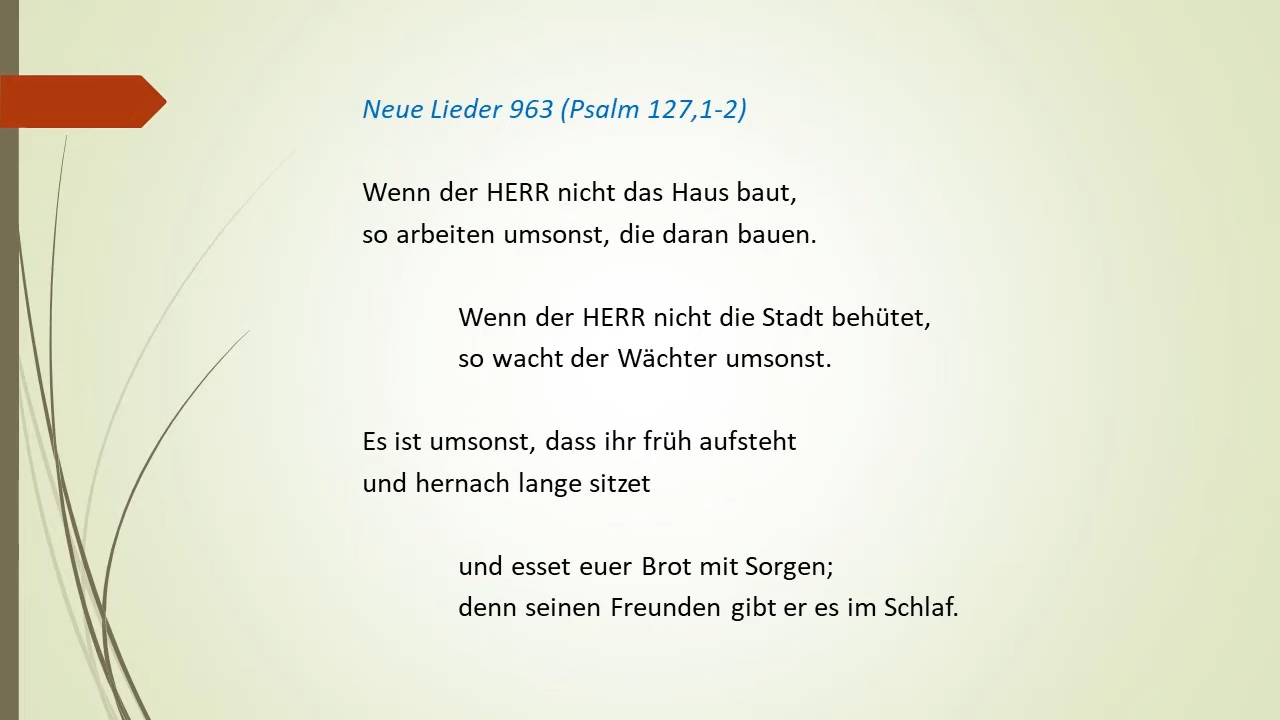 Neue Lieder 963 (Psalm 127,1-2)
Wenn der HERR nicht das Haus baut,
so arbeiten umsonst, die daran bauen.
Wenn der HERR nicht die Stadt behütet,
so wacht der Wächter umsonst.
Es ist umsonst, dass ihr früh aufsteht
und hernach lange sitzet
und esset euer Brot mit Sorgen;
denn seinen Freunden gibt er es im Schlaf.